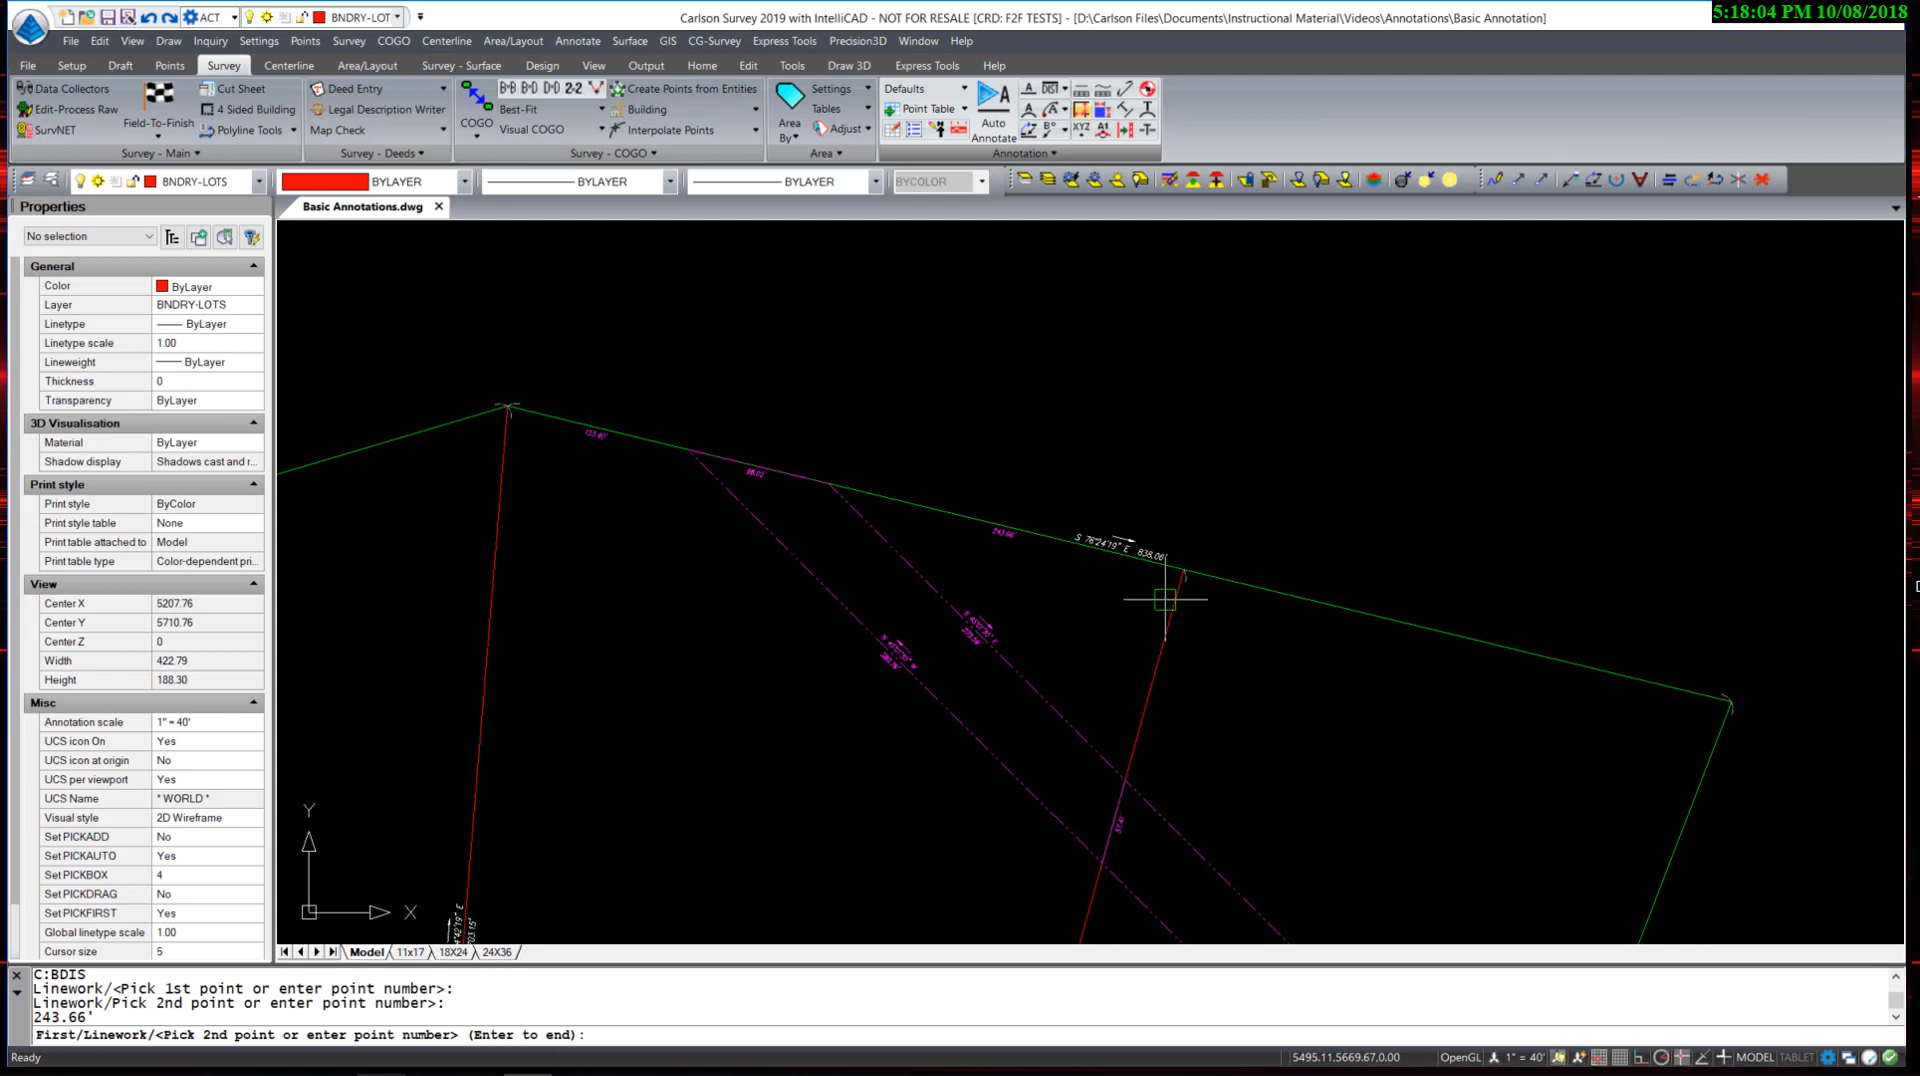 5:18:04 PM 10/08/2018
ACT BNDRY-LOT
Carlson Survey 2019 with IntelliCAD - NOT FOR RESALE [CRD: F2F TESTS] - [D:\Carlson Files\Documents\Instructional Material\Videos\Annotations\Basic Annotation]
File Edit View Draw Inquiry Settings Points Survey COGO Centerline Area/Layout Annotate Surface GIS CG-Survey Express Tools Precision3D Window Help
File Setup Draft Points Survey Centerline Area/Layout Survey - Surface Design View Output Home Edit Tools Draw 3D Express Tools Help
Data Collectors
Edit-Process Raw
SurvNET
Field-To-Finish
Cut Sheet
4 Sided Building
Polyline Tools
Survey - Main
Deed Entry
Legal Description Writer
Map Check
Survey - Deeds
COGO
B-B B-D D-D 2-2
Best-Fit
Visual COGO
Create Points from Entities
Building
Interpolate Points
Survey - COGO
Area
By
Settings
Tables
Adjust
Area
Defaults
Point Table
Auto
Annotate
Annotation
BNDRY-LOTS BYLAYER BYLAYER BYLAYER BYCOLOR
Properties
Basic Annotations.dwg
No selection
General
Color ByLayer
Layer BNDRY-LOTS
Linetype ByLayer
Linetype scale 1.00
Lineweight ByLayer
Thickness 0
Transparency ByLayer
3D Visualisation
Material ByLayer
Shadow display Shadows cast and r...
Print style
Print style ByColor
Print style table None
Print table attached to Model
Print table type Color-dependent pri...
View
Center X 5207.76
Center Y 5710.76
Center Z 0
Width 422.79
Height 188.30
Misc
Annotation scale 1" = 40'
UCS icon On Yes
UCS icon at origin No
UCS per viewport Yes
UCS Name * WORLD *
Visual style 2D Wireframe
Set PICKADD No
Set PICKAUTO Yes
Set PICKBOX 4
Set PICKDRAG No
Set PICKFIRST Yes
Global linetype scale 1.00
Cursor size 5
243.66'
S 76°24'19" E 838.06'
57.41'
Y
X
Model 11x17 18X24 24X36
C:BDIS
Linework/<Pick 1st point or enter point number>:
Linework/Pick 2nd point or enter point number>:
243.66'
First/Linework/<Pick 2nd point or enter point number> (Enter to end):
Ready
5495.11,5669.67,0.00 OpenGL 1" = 40' MODEL TABLET